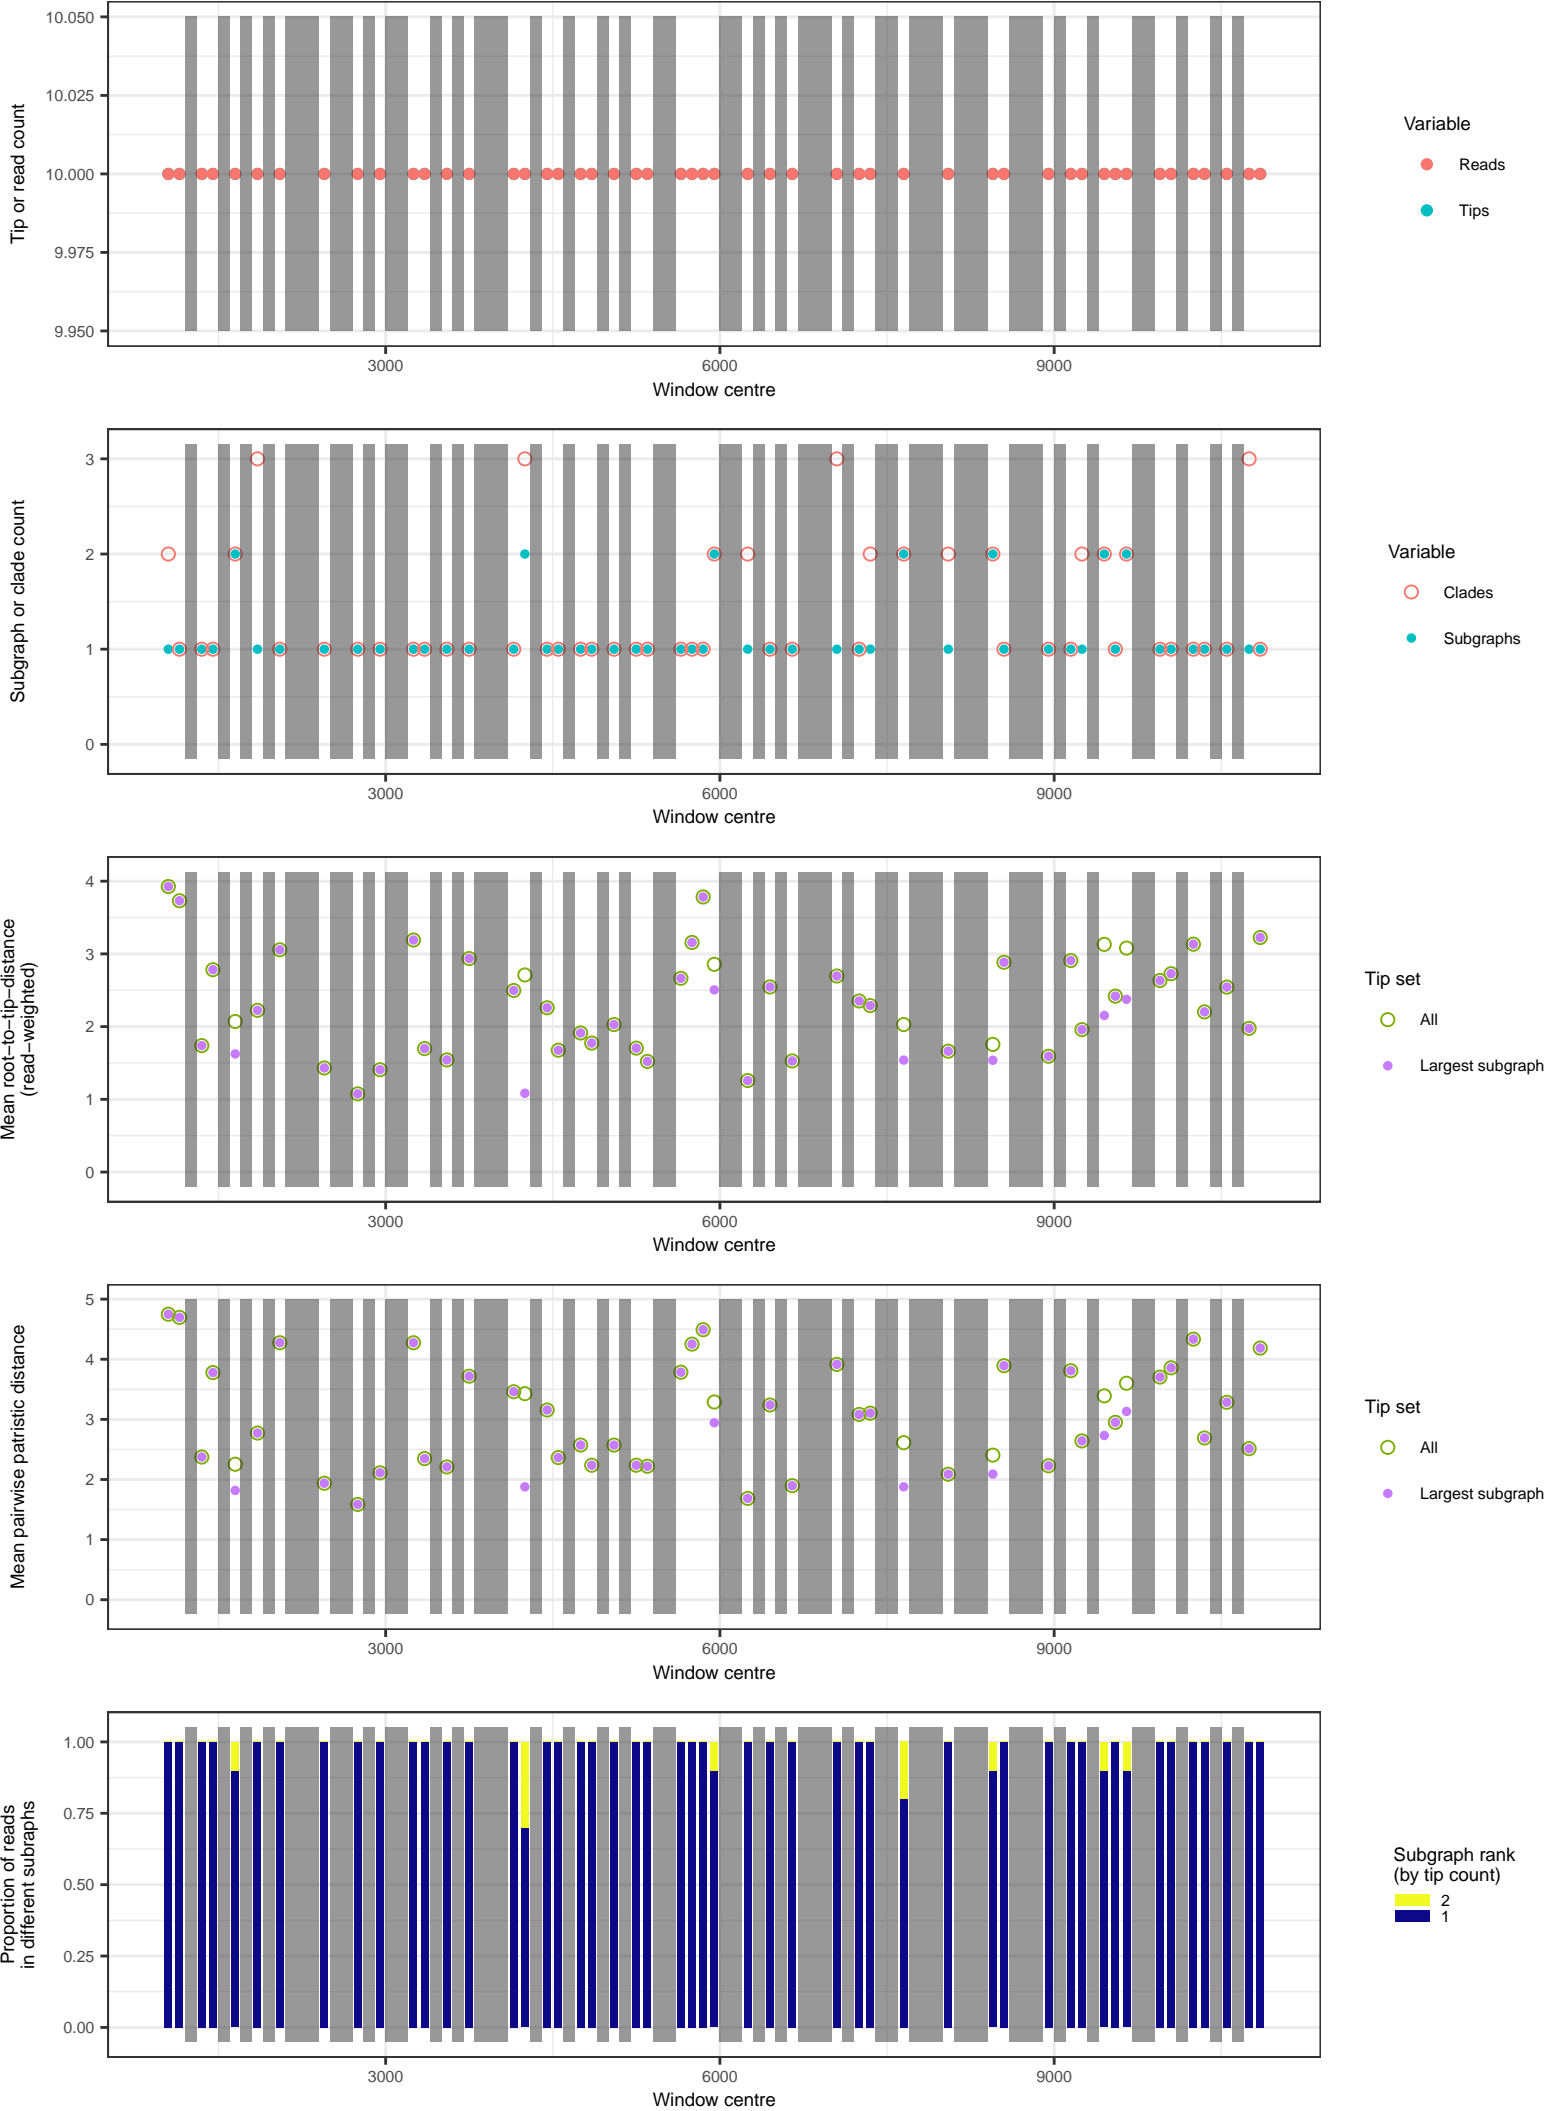 10.050
10.025
10.000
9.975
9.950
Tip or read count
3000
6000
9000
Window centre
Variable
Reads
Tips
3
2
1
0
Subgraph or clade count
3000
6000
9000
Window centre
Variable
Clades
Subgraphs
4
3
2
1
0
Mean root−to−tip−distance
(read−weighted)
3000
6000
9000
Window centre
Tip set
All
Largest subgraph
5
4
3
2
1
0
Mean pairwise patristic distance
3000
6000
9000
Window centre
Tip set
All
Largest subgraph
1.00
0.75
0.50
0.25
0.00
Proportion of reads
in different subraphs
3000
6000
9000
Window centre
Subgraph rank
(by tip count)
2
1